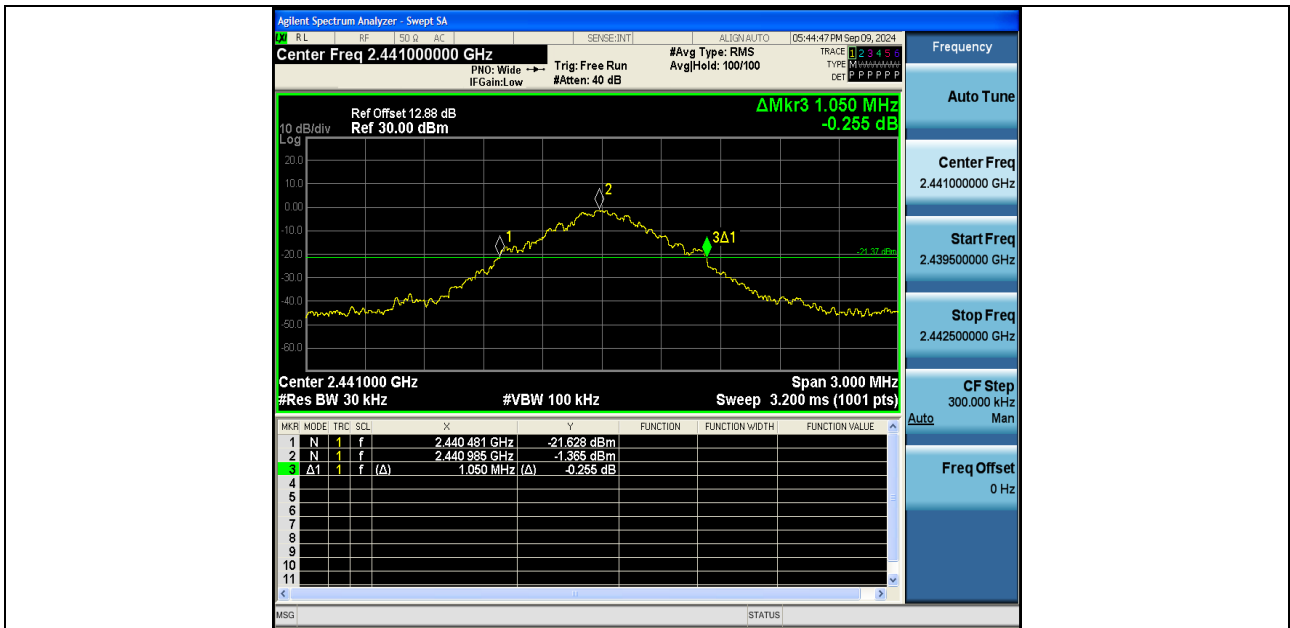 Agilent Spectrum Analyzer - Swept SA
RL RF 50 Ω AC SENSE:INT ALIGN AUTO 05:44:47 PM Sep 09, 2024
Center Freq 2.441000000 GHz
PNO: Wide
IFGain:Low
Trig: Free Run
#Atten: 40 dB
#Avg Type: RMS
Avg|Hold: 100/100
TRACE 1 2 3 4 5 6
TYPE M
DET P P P P P P
ΔMkr3 1.050 MHz
-0.255 dB
Ref Offset 12.88 dB
10 dB/div Ref 30.00 dBm
Log
20.0
10.0
0.00
-10.0
-20.0
-30.0
-40.0
-50.0
-60.0
1
2
3Δ1
-21.37 dBm
Center 2.441000 GHz Span 3.000 MHz
#Res BW 30 kHz #VBW 100 kHz Sweep 3.200 ms (1001 pts)
MKR MODE TRC SCL X Y FUNCTION FUNCTION WIDTH FUNCTION VALUE
1 N 1 f 2.440 481 GHz -21.628 dBm
2 N 1 f 2.440 985 GHz -1.365 dBm
3 Δ1 1 f (Δ) 1.050 MHz (Δ) -0.255 dB
4
5
6
7
8
9
10
11
MSG STATUS
Frequency
Auto Tune
Center Freq
2.441000000 GHz
Start Freq
2.439500000 GHz
Stop Freq
2.442500000 GHz
CF Step
300.000 kHz
Auto Man
Freq Offset
0 Hz